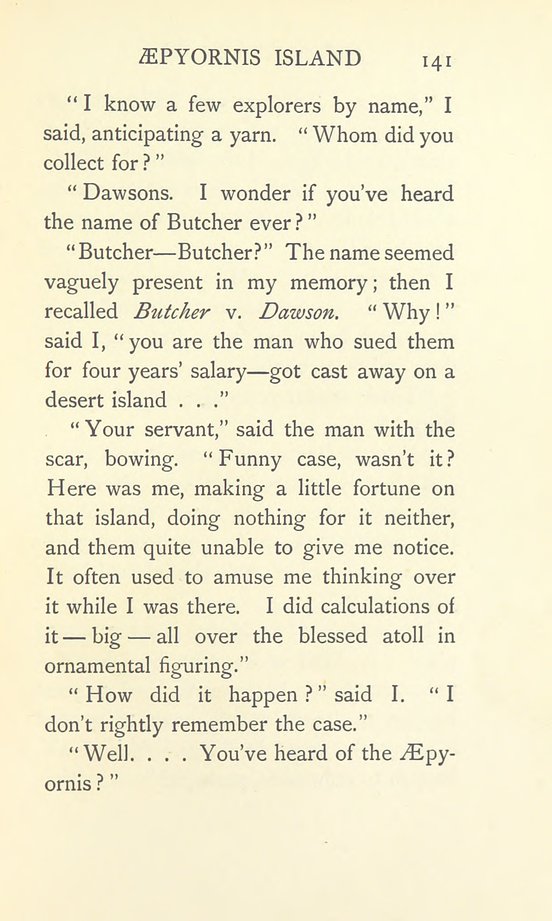 ÆPYORNIS ISLAND 141
“I know a few explorers by name,” I
said, anticipating a yarn. “Whom did you
collect for?”
“Dawsons. I wonder if you've heard
the name of Butcher ever?”
“Butcher—Butcher?” The name seemed
vaguely present in my memory; then I
recalled Butcher v. Dawson. “Why!”
said I, “you are the man who sued them
for four years' salary—got cast away on a
desert island . . .”
“Your servant,” said the man with the
scar, bowing. “Funny case, wasn't it?
Here was me, making a little fortune on
that island, doing nothing for it neither,
and them quite unable to give me notice.
It often used to amuse me thinking over
it while I was there. I did calculations of
it — big — all over the blessed atoll in
ornamental figuring.”
“How did it happen?” said I. “I
don't rightly remember the case.”
“Well. . . . You've heard of the Æpy-
ornis?”